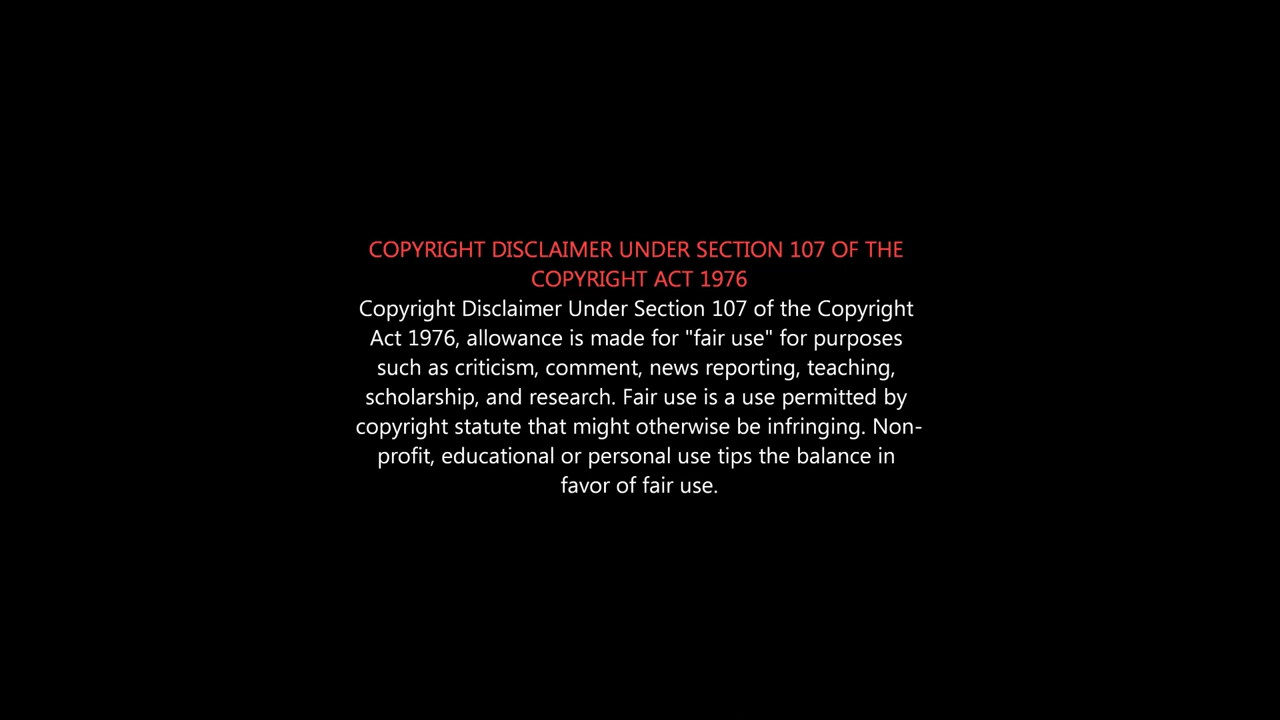 COPYRIGHT DISCLAIMER UNDER SECTION 107 OF THE
COPYRIGHT ACT 1976
Copyright Disclaimer Under Section 107 of the Copyright
Act 1976, allowance is made for "fair use" for purposes
such as criticism, comment, news reporting, teaching,
scholarship, and research. Fair use is a use permitted by
copyright statute that might otherwise be infringing. Non-
profit, educational or personal use tips the balance in
favor of fair use.